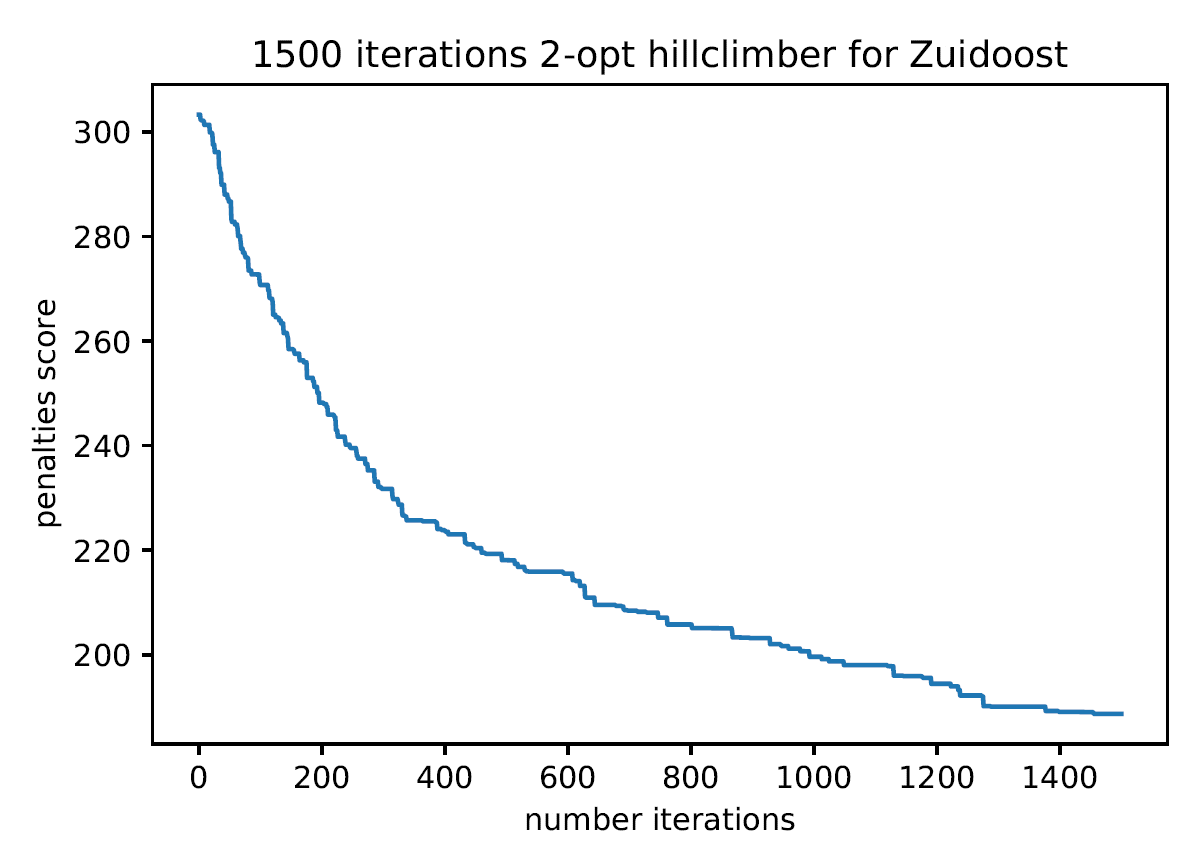 1500 iterations 2-opt hillclimber for Zuidoost
penalties score
300
280
260
240
220
200
0 200 400 600 800 1000 1200 1400
number iterations